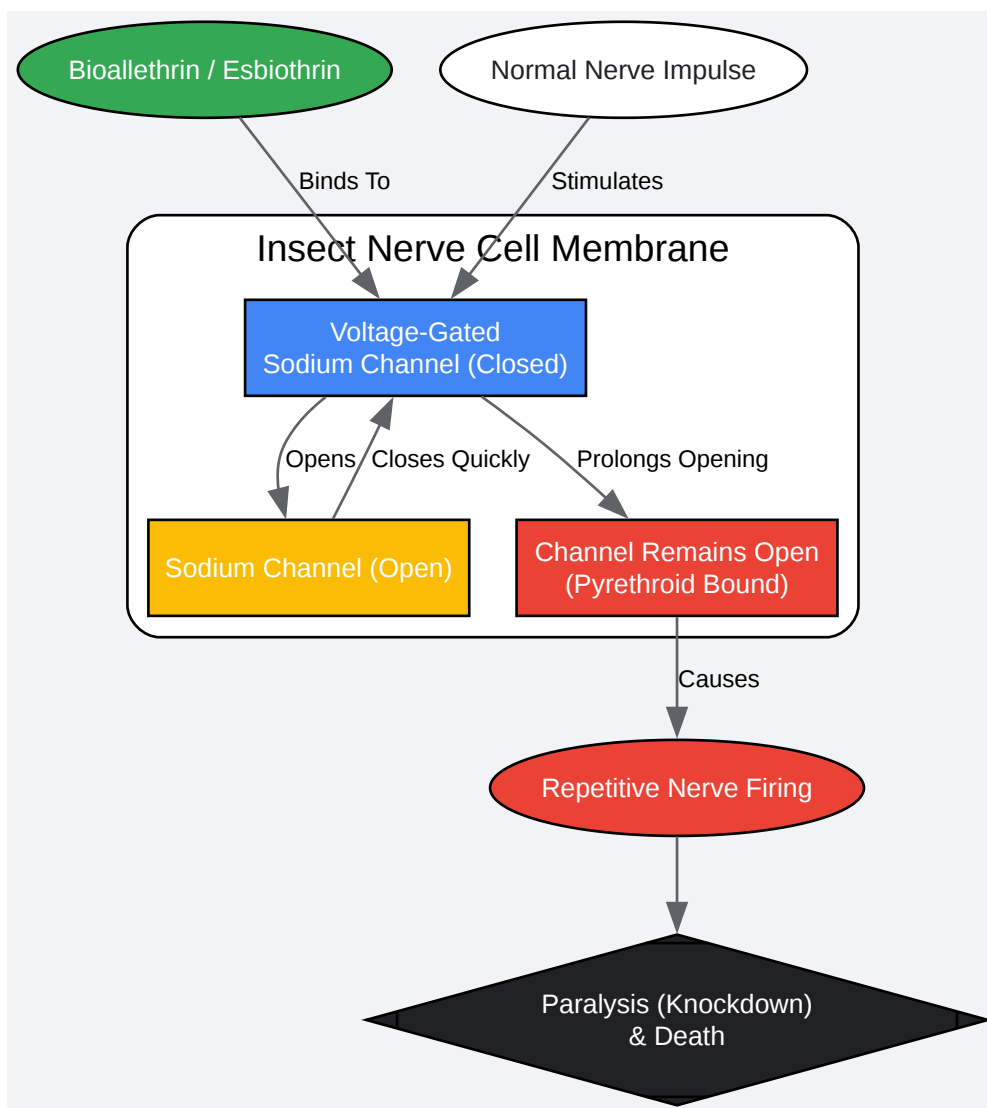 Bioallethrin / Esbiothrin
Normal Nerve Impulse
Binds To
Stimulates
Insect Nerve Cell Membrane
Voltage-Gated
Sodium Channel (Closed)
Opens
Closes Quickly
Prolongs Opening
Sodium Channel (Open)
Channel Remains Open
(Pyrethroid Bound)
Causes
Repetitive Nerve Firing
Paralysis (Knockdown)
& Death